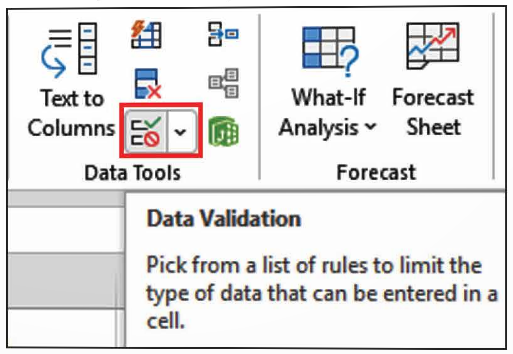 Text to
Columns
What-If
Analysis
Forecast
Sheet
Data Tools
Forecast
Data Validation
Pick from a list of rules to limit the
type of data that can be entered in a
cell.